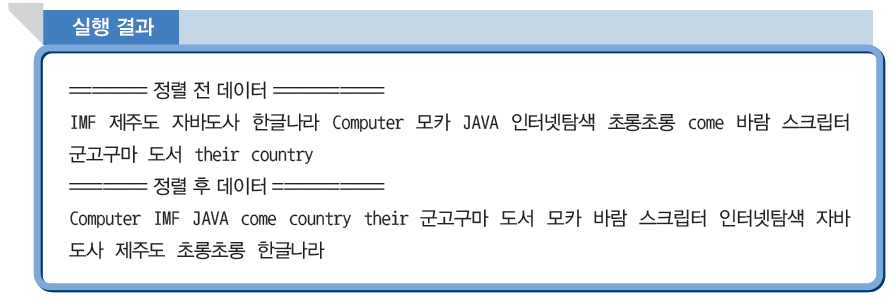 실행 결과
======= 정렬 전 데이터 ==========
IMF 제주도 자바도사 한글나라 Computer 모카 JAVA 인터넷탐색 초롱초롱 come 바람 스크립터
군고구마 도서 their country
======= 정렬 후 데이터 ==========
Computer IMF JAVA come country their 군고구마 도서 모카 바람 스크립터 인터넷탐색 자바
도사 제주도 초롱초롱 한글나라